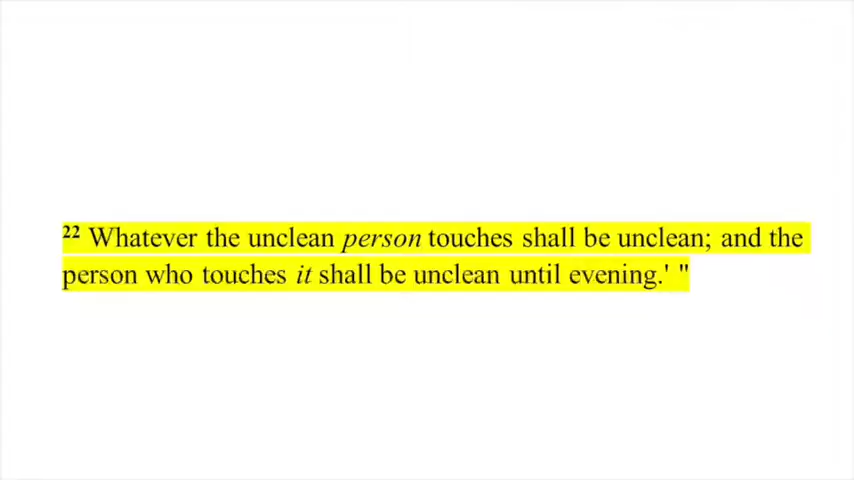 22 Whatever the unclean person touches shall be unclean; and the
person who touches it shall be unclean until evening.' "